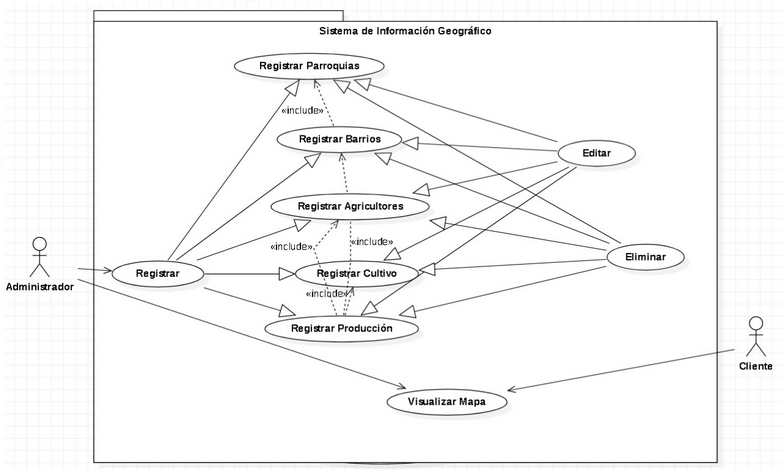 Sistema de Información Geográfico
Registrar Parroquias
«include»
Registrar Barrios
Editar
Registrar Agricultores
«include»
«include»
Eliminar
Registrar
Registrar Cultivo
Administrador
«include»
Registrar Producción
Cliente
Visualizar Mapa